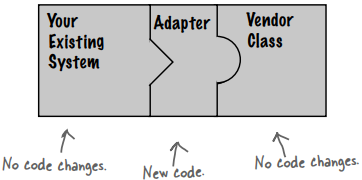 Your
Existing
System
Adapter
Vendor
Class
No code changes.
New code.
No code changes.